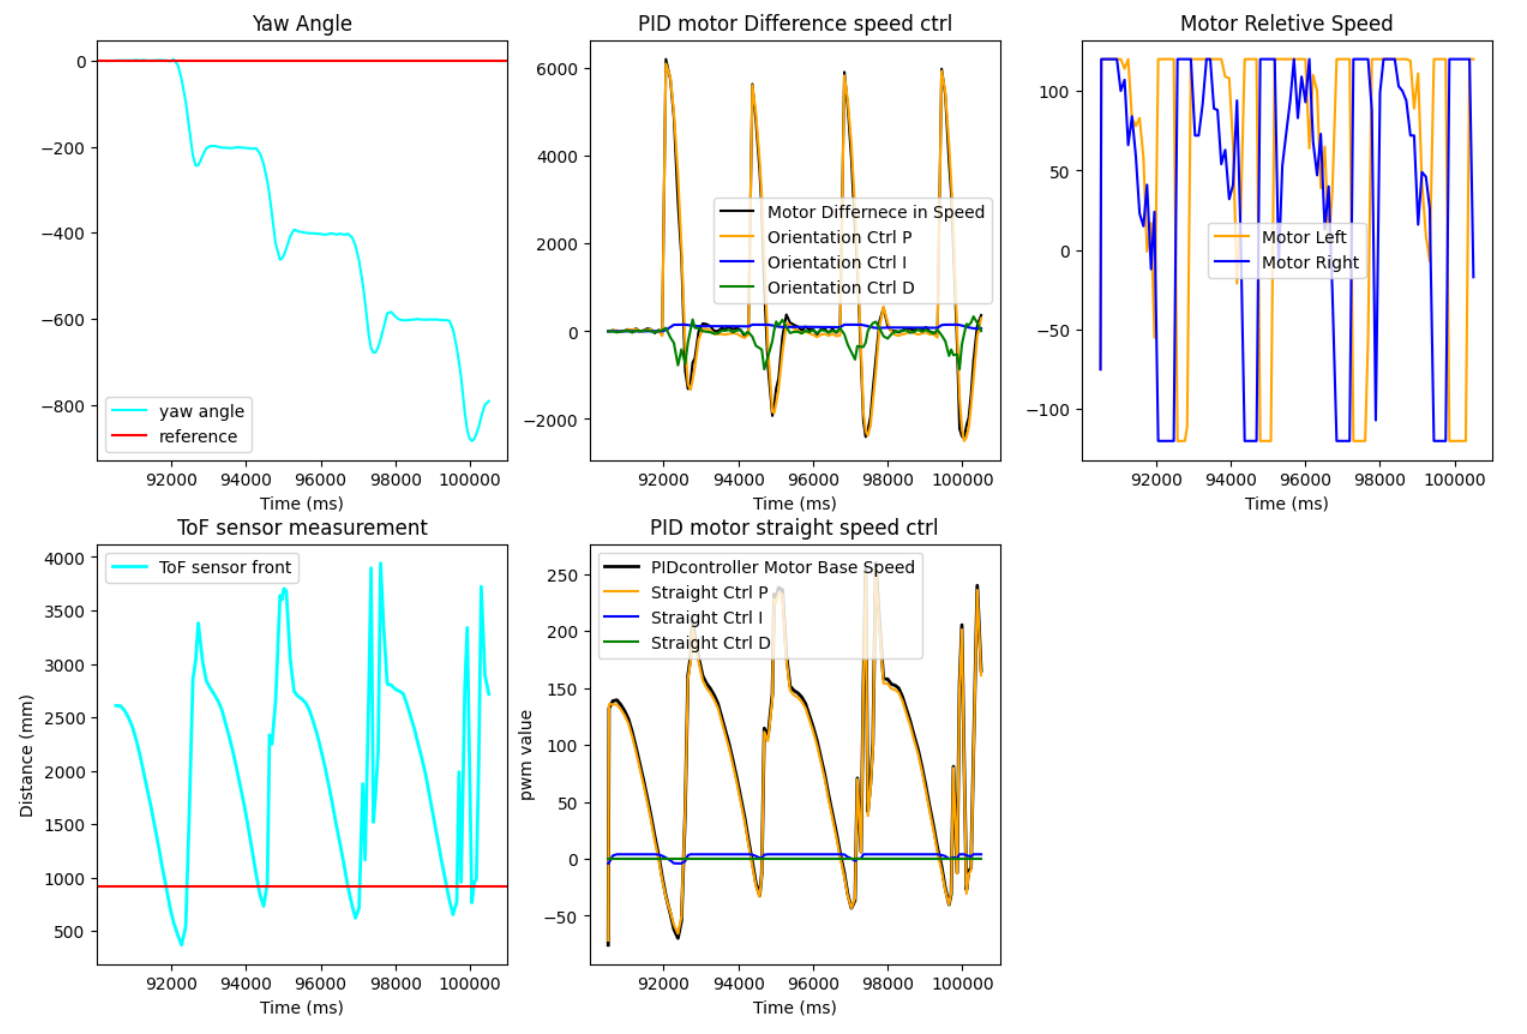 Yaw Angle
0
−200
−400
−600
−800
yaw angle
reference
92000 94000 96000 98000 100000
Time (ms)
PID motor Difference speed ctrl
6000
4000
2000
0
−2000
Motor Differnece in Speed
Orientation Ctrl P
Orientation Ctrl I
Orientation Ctrl D
92000 94000 96000 98000 100000
Time (ms)
Motor Reletive Speed
100
50
0
−50
−100
Motor Left
Motor Right
92000 94000 96000 98000 100000
Time (ms)
ToF sensor measurement
Distance (mm)
4000
3500
3000
2500
2000
1500
1000
500
ToF sensor front
92000 94000 96000 98000 100000
Time (ms)
PID motor straight speed ctrl
pwm value
250
200
150
100
50
0
−50
PIDcontroller Motor Base Speed
Straight Ctrl P
Straight Ctrl I
Straight Ctrl D
92000 94000 96000 98000 100000
Time (ms)